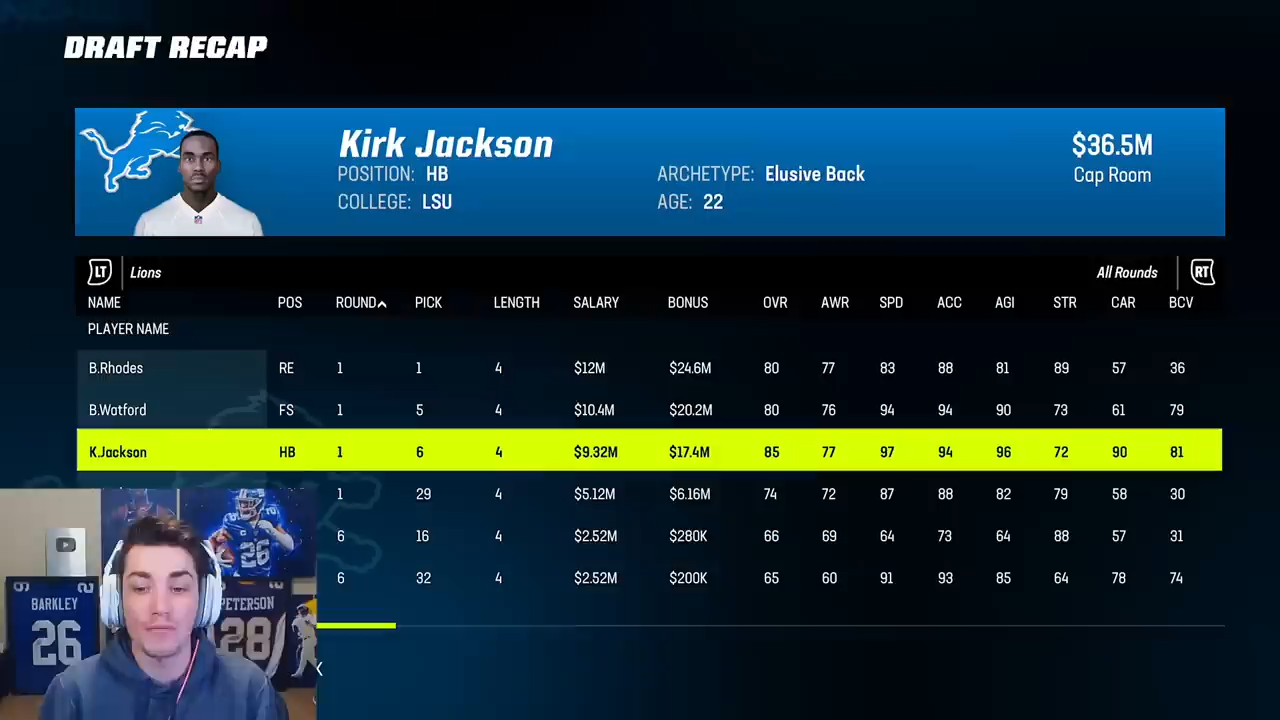 DRAFT RECAP
Kirk Jackson
POSITION: HB
COLLEGE: LSU
ARCHETYPE: Elusive Back
AGE: 22
$36.5M
Cap Room
LT Lions All Rounds RT
NAME POS ROUND PICK LENGTH SALARY BONUS OVR AWR SPD ACC AGI STR CAR BCV
PLAYER NAME
B.Rhodes RE 1 1 4 $12M $24.6M 80 77 83 88 81 89 57 36
B.Watford FS 1 5 4 $10.4M $20.2M 80 76 94 94 90 73 61 79
K.Jackson HB 1 6 4 $9.32M $17.4M 85 77 97 94 96 72 90 81
1 29 4 $5.12M $6.16M 74 72 87 88 82 79 58 30
6 16 4 $2.52M $280K 66 69 64 73 64 88 57 31
6 32 4 $2.52M $200K 65 60 91 93 85 64 78 74
26
BARKLEY
26
PETERSON
28